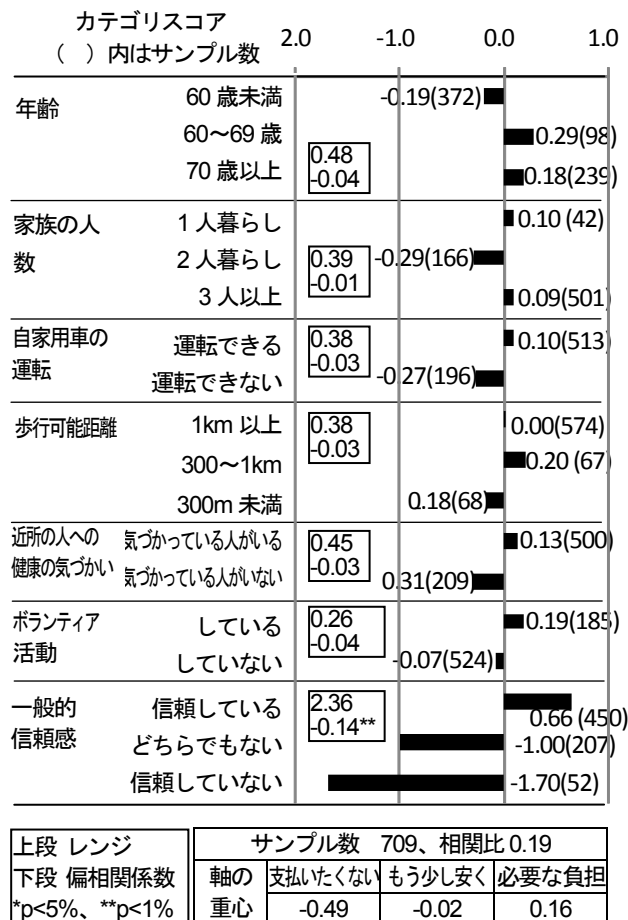 カテゴリスコア
（　）内はサンプル数
2.0 -1.0 0.0 1.0
年齢 60 歳未満 -0.19(372)
60〜69 歳 0.29(98)
70 歳以上 0.48 -0.04 0.18(239)
家族の人数 1 人暮らし 0.10 (42)
2 人暮らし 0.39 -0.01 -0.29(166)
3 人以上 0.09(501)
自家用車の運転 運転できる 0.38 -0.03 0.10(513)
運転できない -0.27(196)
歩行可能距離 1km 以上 0.38 -0.03 0.00(574)
300〜1km 0.20 (67)
300m 未満 0.18(68)
近所の人への健康の気づかい 気づかっている人がいる 0.45 -0.03 0.13(500)
気づかっている人がいない 0.31(209)
ボランティア活動 している 0.26 -0.04 0.19(185)
していない -0.07(524)
一般的信頼感 信頼している 2.36 -0.14** 0.66 (450)
どちらでもない -1.00(207)
信頼していない -1.70(52)
上段 レンジ
下段 偏相関係数
*p<5%、**p<1%
サンプル数　709、相関比 0.19
軸の重心 支払いたくない もう少し安く 必要な負担
-0.49 -0.02 0.16